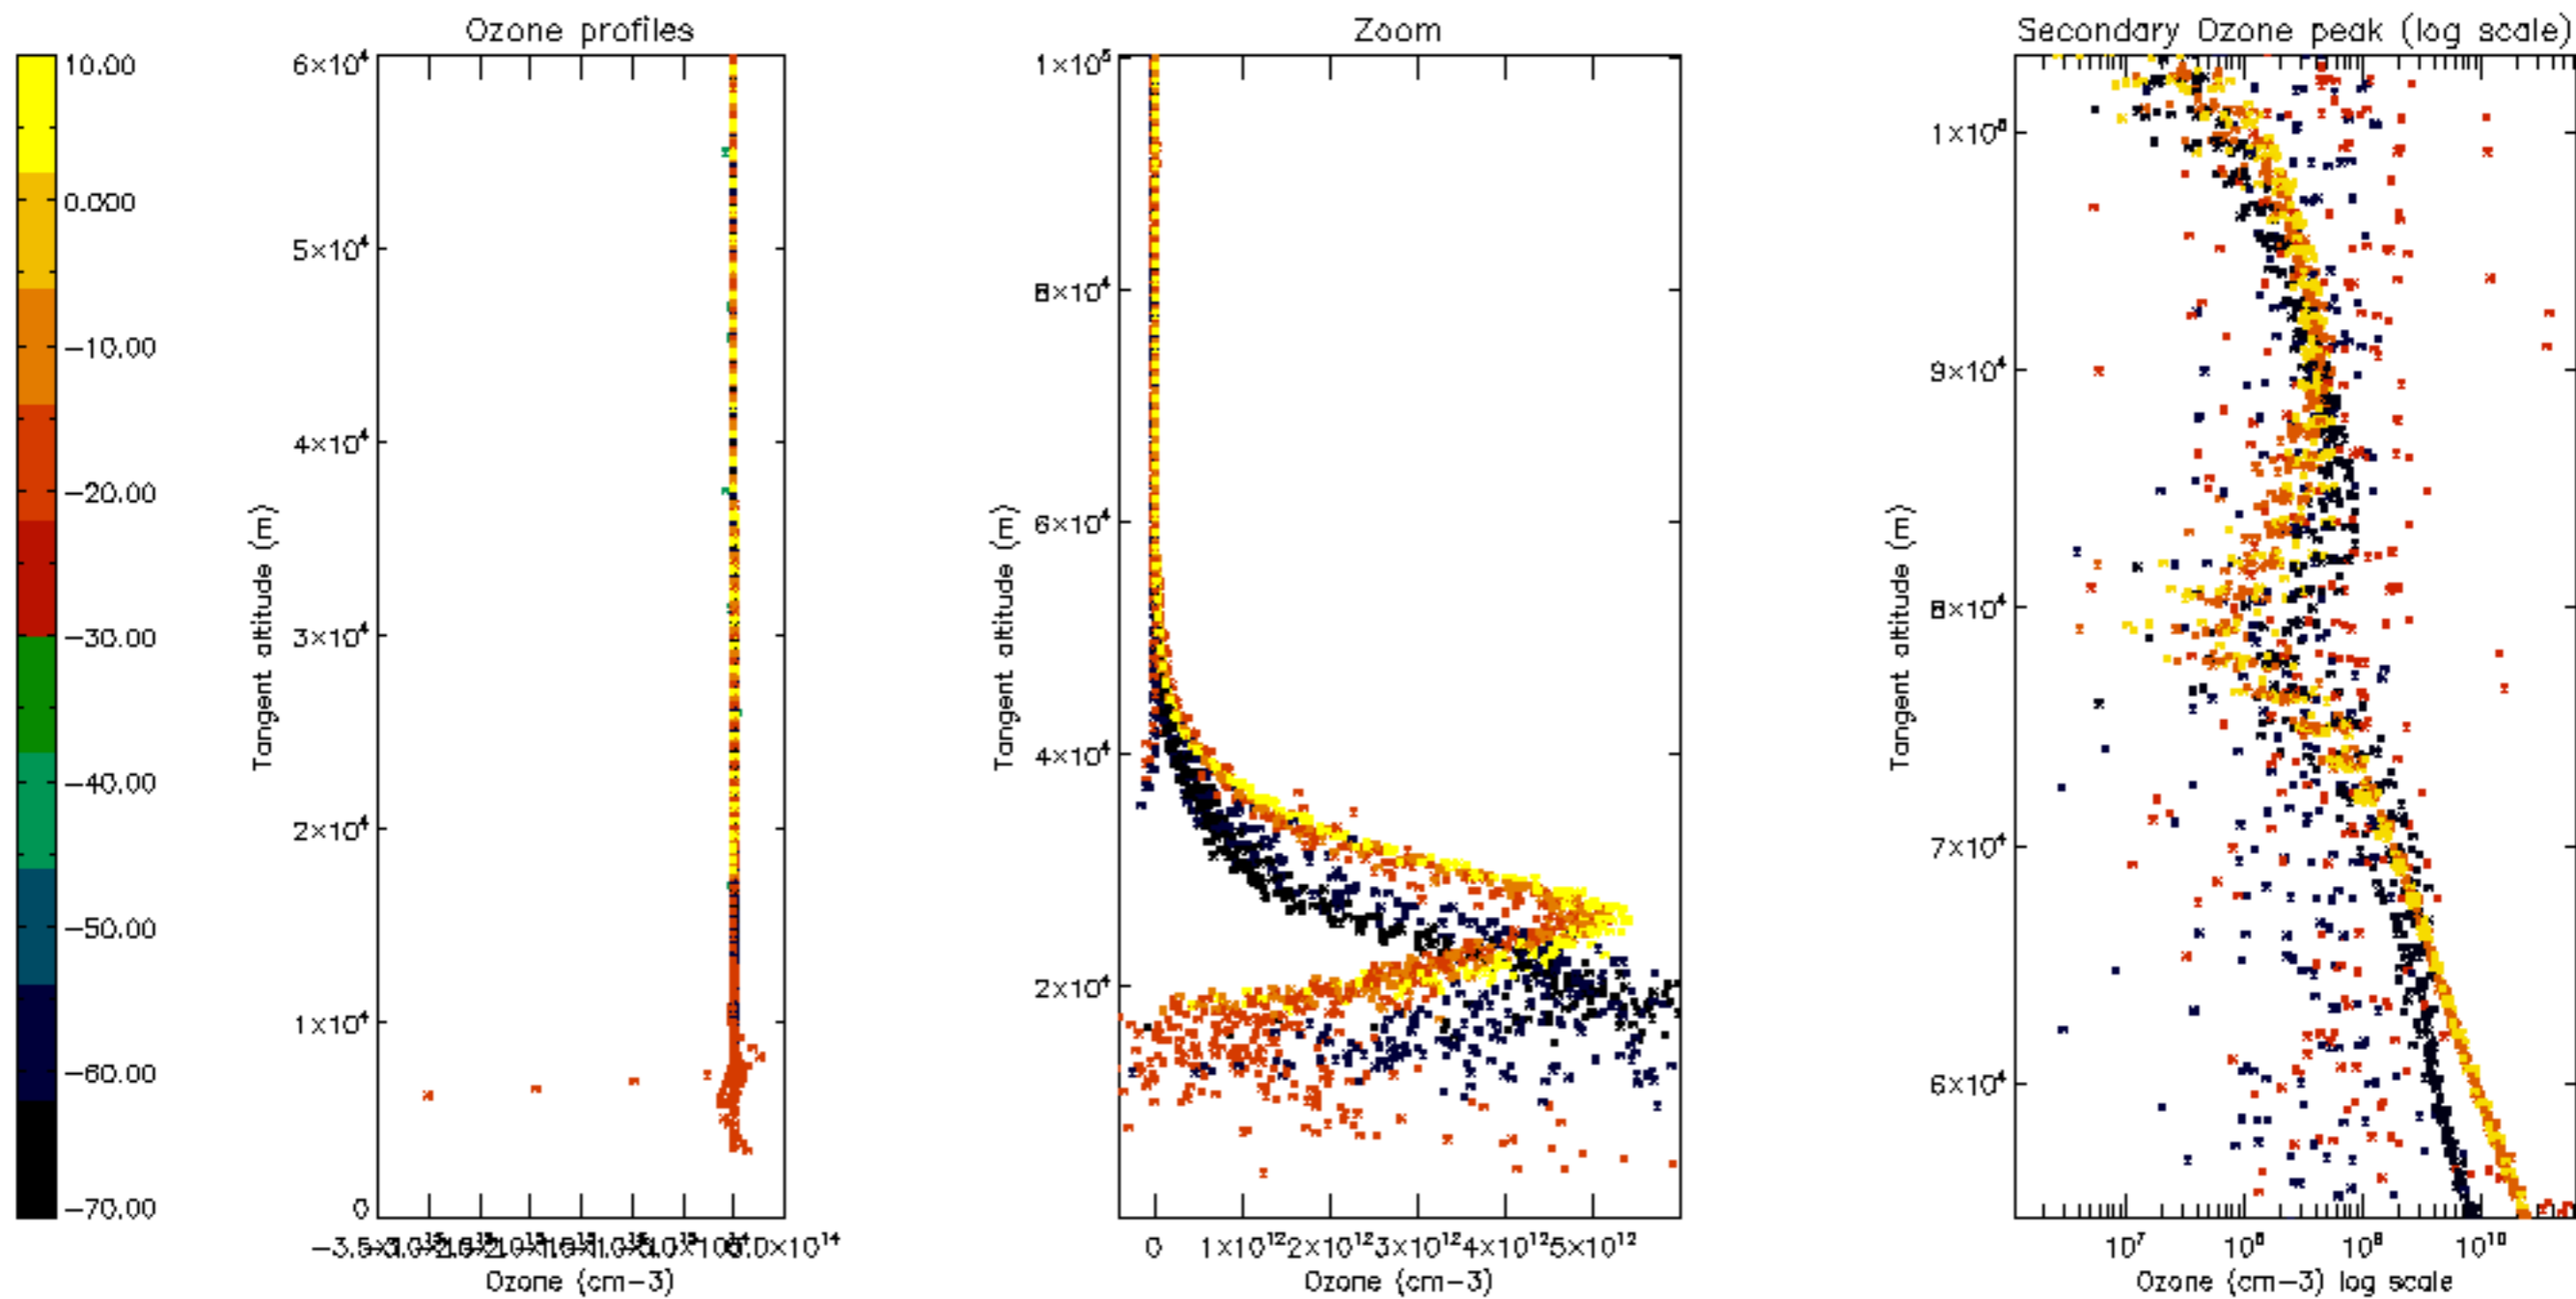 Ozone profiles
Zoom
Secondary Ozone peak (log scale)
10.00
0.000
−10.00
−20.00
−30.00
−40.00
−50.00
−60.00
−70.00
6×10⁴
5×10⁴
4×10⁴
3×10⁴
2×10⁴
1×10⁴
0
Tangent altitude (m)
5.0×10¹⁴
Ozone (cm−3)
1×10⁵
8×10⁴
6×10⁴
4×10⁴
2×10⁴
Tangent altitude (m)
0 1×10¹² 2×10¹² 3×10¹² 4×10¹² 5×10¹²
Ozone (cm−3)
1×10⁵
9×10⁴
8×10⁴
7×10⁴
6×10⁴
Tangent altitude (m)
10⁷ 10⁸ 10⁹ 10¹⁰
Ozone (cm−3) log scale